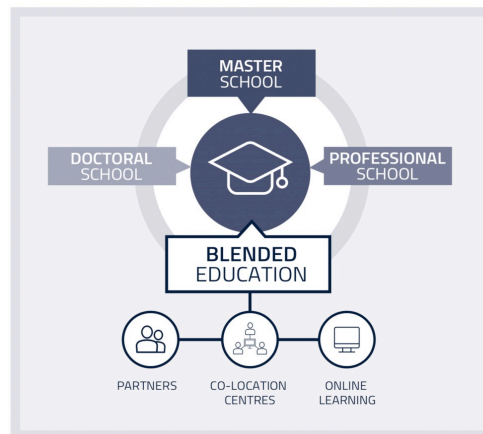 MASTER
SCHOOL
DOCTORAL
SCHOOL
PROFESSIONAL
SCHOOL
BLENDED
EDUCATION
PARTNERS
CO-LOCATION
CENTRES
ONLINE
LEARNING